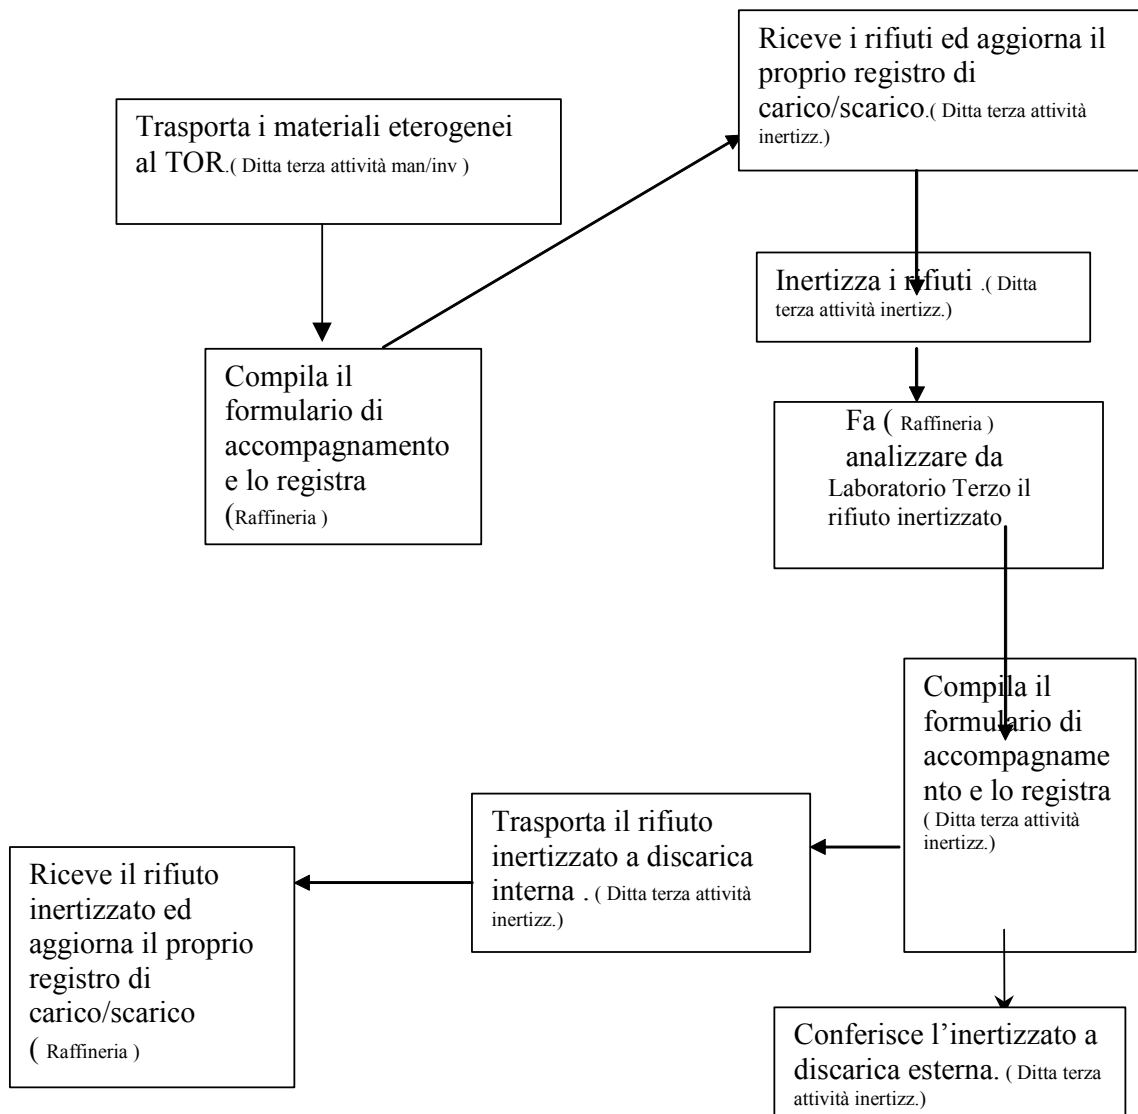 Trasporta i materiali eterogenei
al TOR.( Ditta terza attività man/inv )
Compila il
formulario di
accompagnamento
e lo registra
(Raffineria )
Riceve i rifiuti ed aggiorna il
proprio registro di
carico/scarico.( Ditta terza attività
inertizz.)
Inertizza i rifiuti .( Ditta
terza attività inertizz.)
Fa ( Raffineria )
analizzare da
Laboratorio Terzo il
rifiuto inertizzato
Compila il
formulario di
accompagname
nto e lo registra
( Ditta terza attività
inertizz.)
Trasporta il rifiuto
inertizzato a discarica
interna . ( Ditta terza attività
inertizz.)
Riceve il rifiuto
inertizzato ed
aggiorna il proprio
registro di
carico/scarico
( Raffineria )
Conferisce l’inertizzato a
discarica esterna. ( Ditta terza
attività inertizz.)